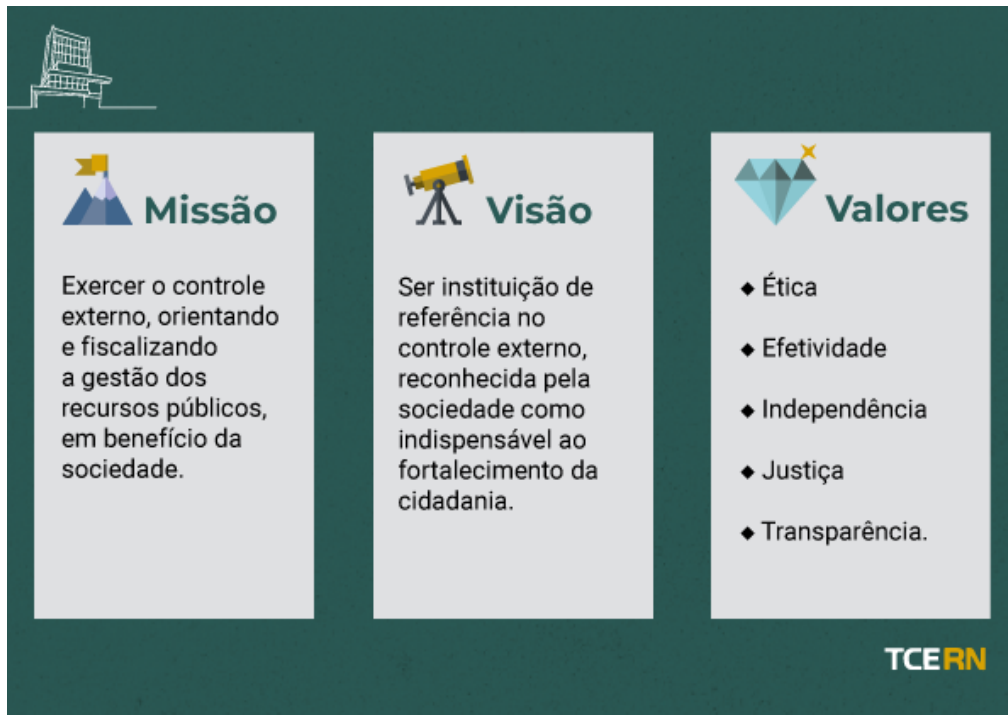 Missão
Exercer o controle
externo, orientando
e fiscalizando
a gestão dos
recursos públicos,
em benefício da
sociedade.
Visão
Ser instituição de
referência no
controle externo,
reconhecida pela
sociedade como
indispensável ao
fortalecimento da
cidadania.
Valores
◆ Ética
◆ Efetividade
◆ Independência
◆ Justiça
◆ Transparência.
TCERN